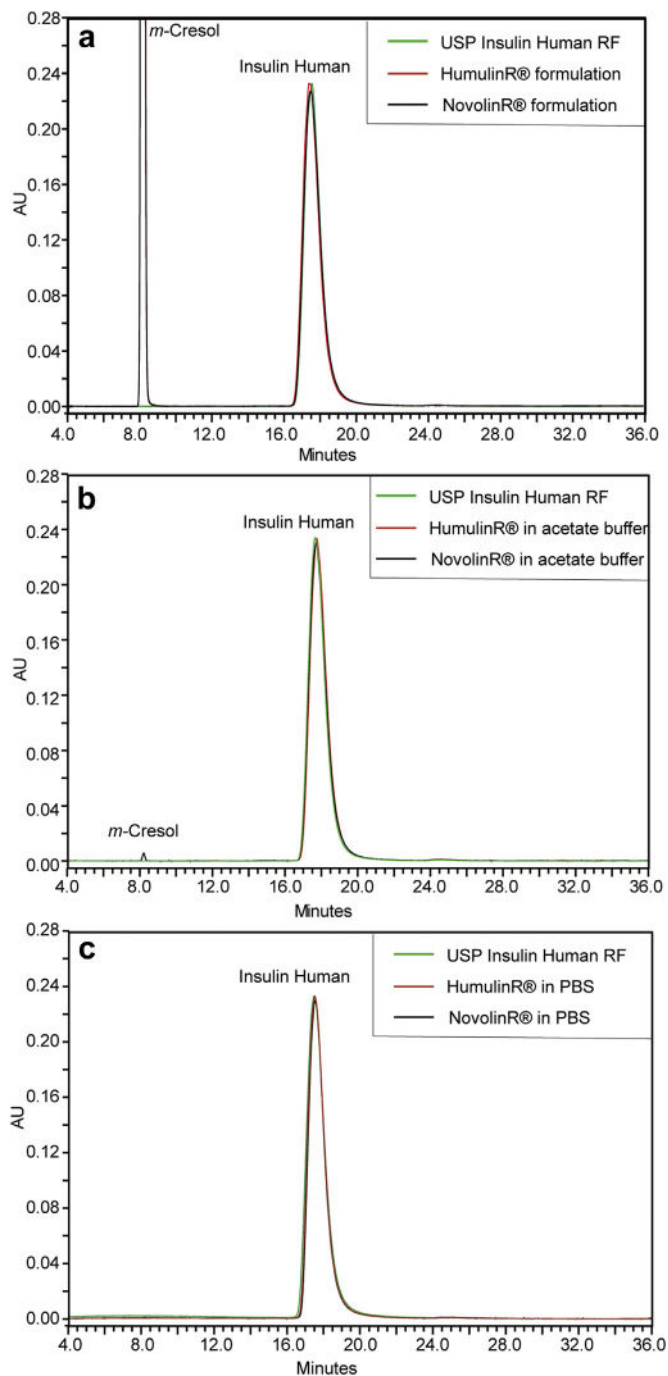 a
m-Cresol
Insulin Human
USP Insulin Human RF
HumulinR® formulation
NovolinR® formulation
0.28
0.24
0.20
0.16
0.12
0.08
0.04
0.00
AU
4.0 8.0 12.0 16.0 20.0 24.0 28.0 32.0 36.0
Minutes
b
Insulin Human
m-Cresol
USP Insulin Human RF
HumulinR® in acetate buffer
NovolinR® in acetate buffer
0.28
0.24
0.20
0.16
0.12
0.08
0.04
0.00
AU
4.0 8.0 12.0 16.0 20.0 24.0 28.0 32.0 36.0
Minutes
c
Insulin Human
USP Insulin Human RF
HumulinR® in PBS
NovolinR® in PBS
0.28
0.24
0.20
0.16
0.12
0.08
0.04
0.00
AU
4.0 8.0 12.0 16.0 20.0 24.0 28.0 32.0 36.0
Minutes